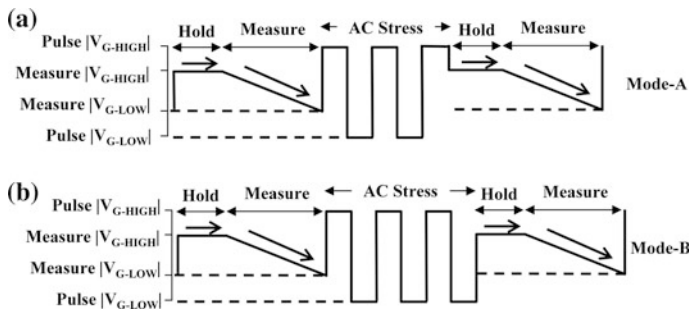 (a)
Hold Measure AC Stress Hold Measure
Pulse |VG-HIGH|
Measure |VG-HIGH|
Measure |VG-LOW|
Pulse |VG-LOW|
Mode-A
(b)
Hold Measure AC Stress Hold Measure
Pulse |VG-HIGH|
Measure |VG-HIGH|
Measure |VG-LOW|
Pulse |VG-LOW|
Mode-B